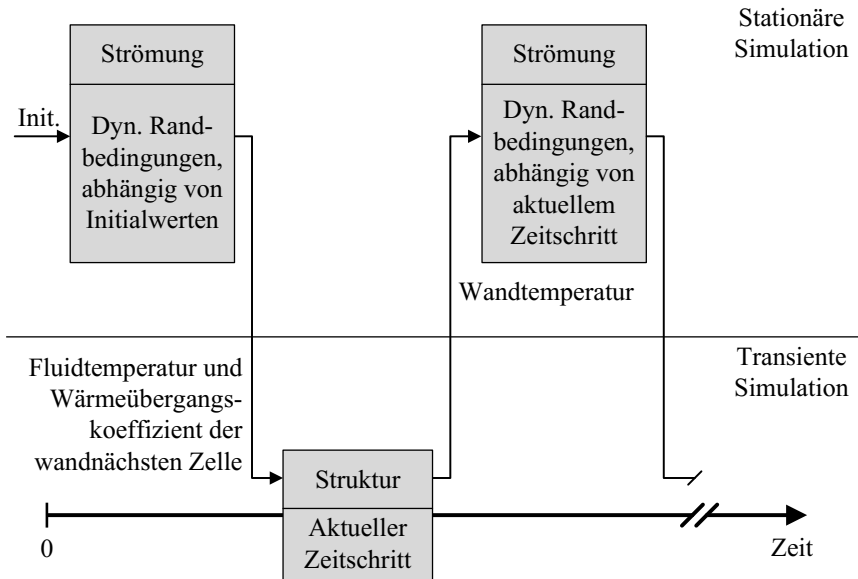 Stationäre
Simulation
Strömung
Init.
Dyn. Rand-
bedingungen,
abhängig von
Initialwerten
Strömung
Dyn. Rand-
bedingungen,
abhängig von
aktuellem
Zeitschritt
Wandtemperatur
Transiente
Simulation
Fluidtemperatur und
Wärmeübergangs-
koeffizient der
wandnächsten Zelle
Struktur
Aktueller
Zeitschritt
0
Zeit